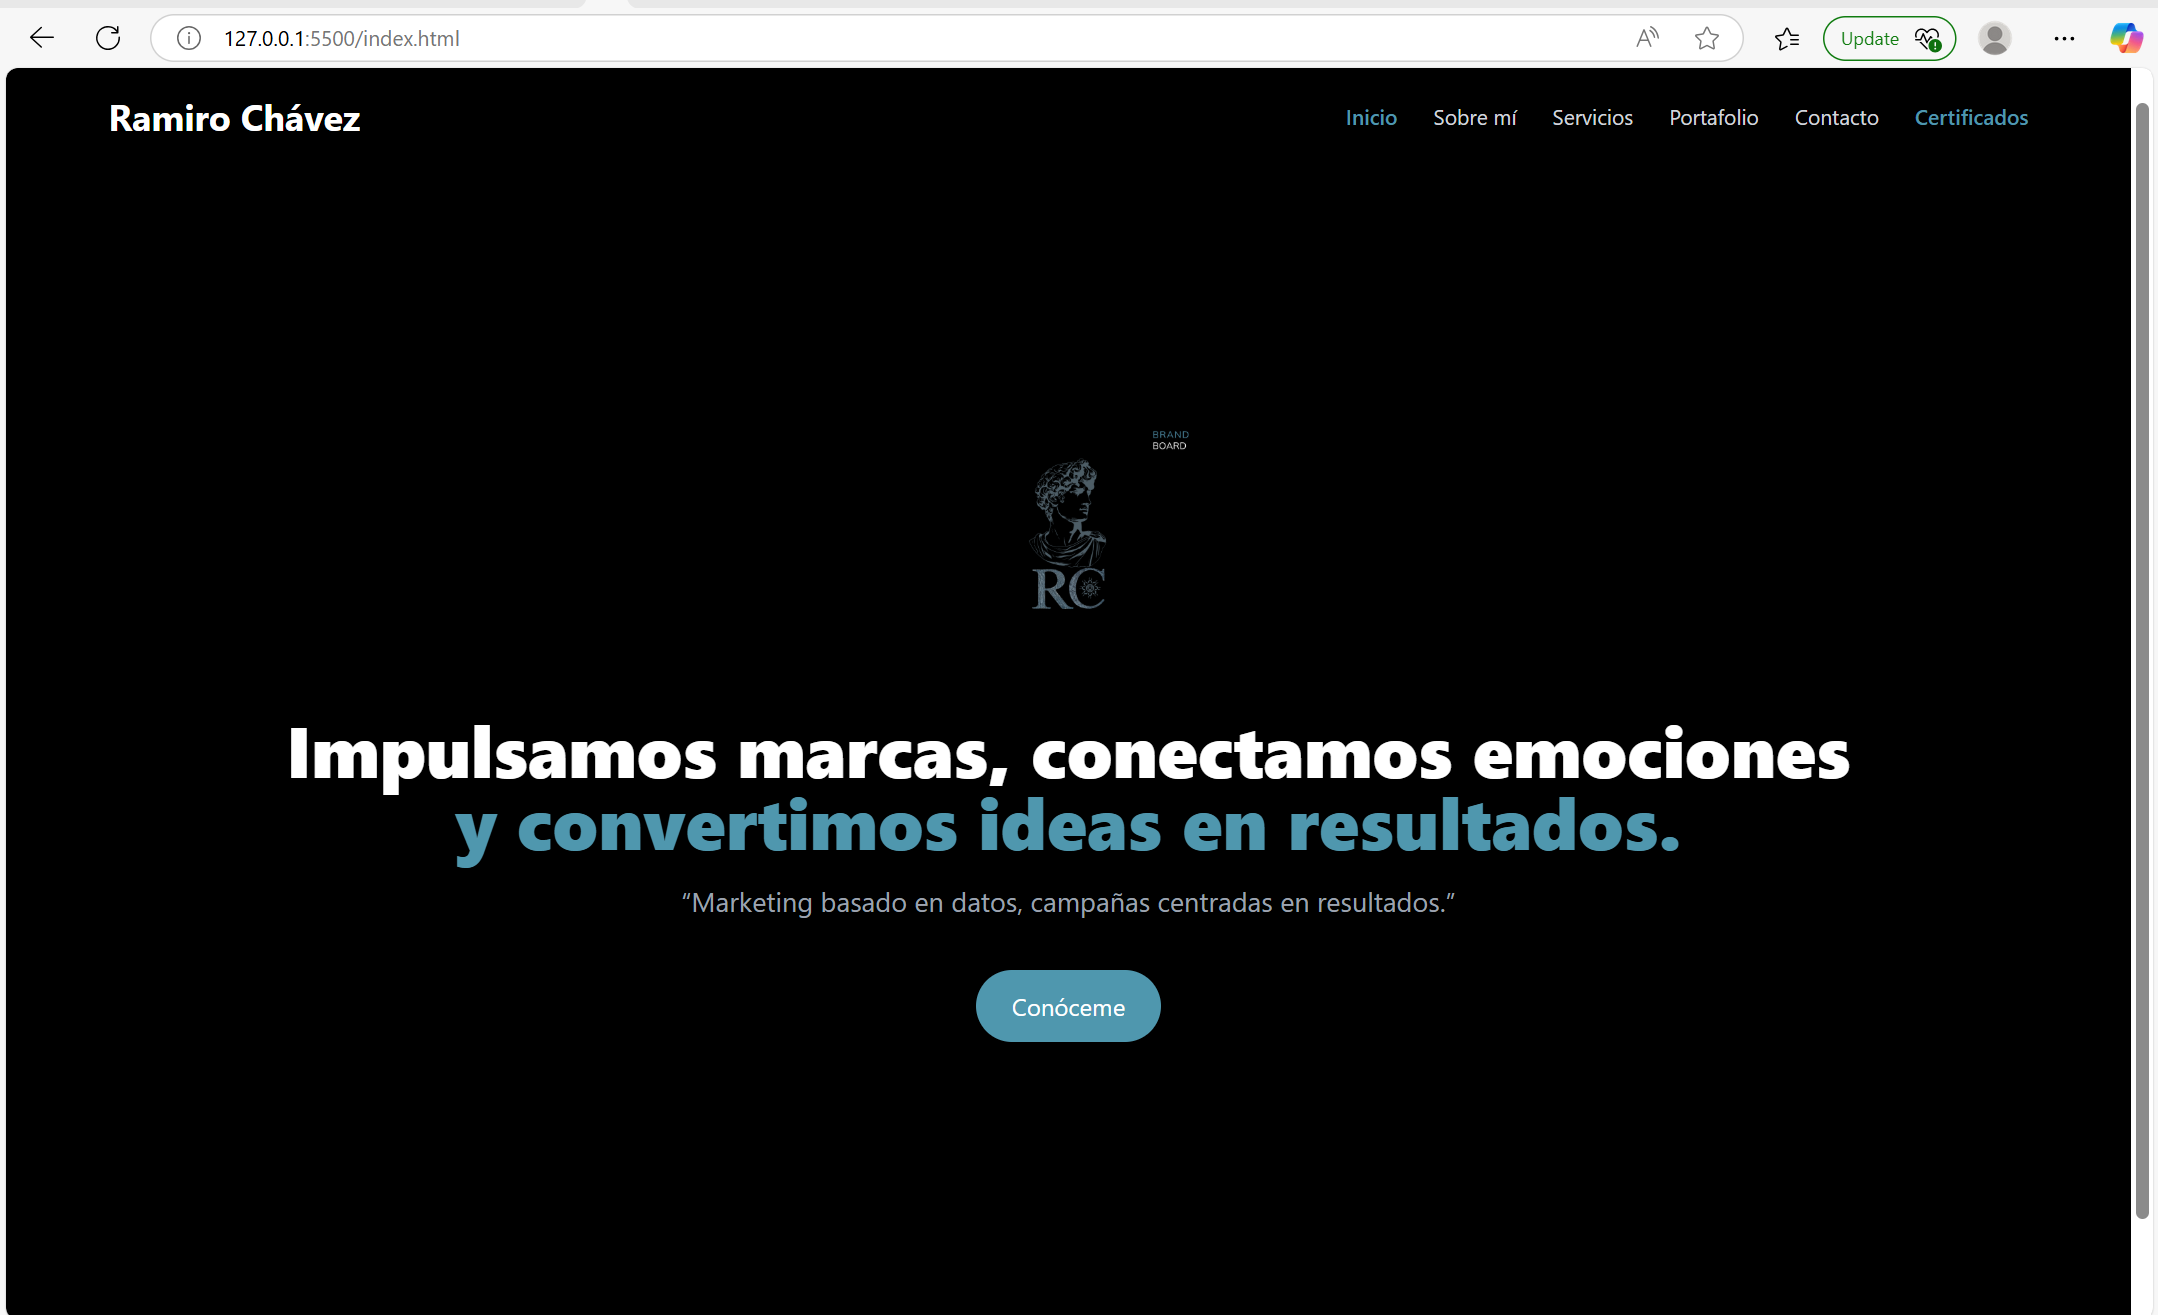 127.0.0.1:5500/index.html
Update
Ramiro Chávez
Inicio Sobre mí Servicios Portafolio Contacto Certificados
BRAND
BOARD
RC
Impulsamos marcas, conectamos emociones
y convertimos ideas en resultados.
“Marketing basado en datos, campañas centradas en resultados.”
Conóceme